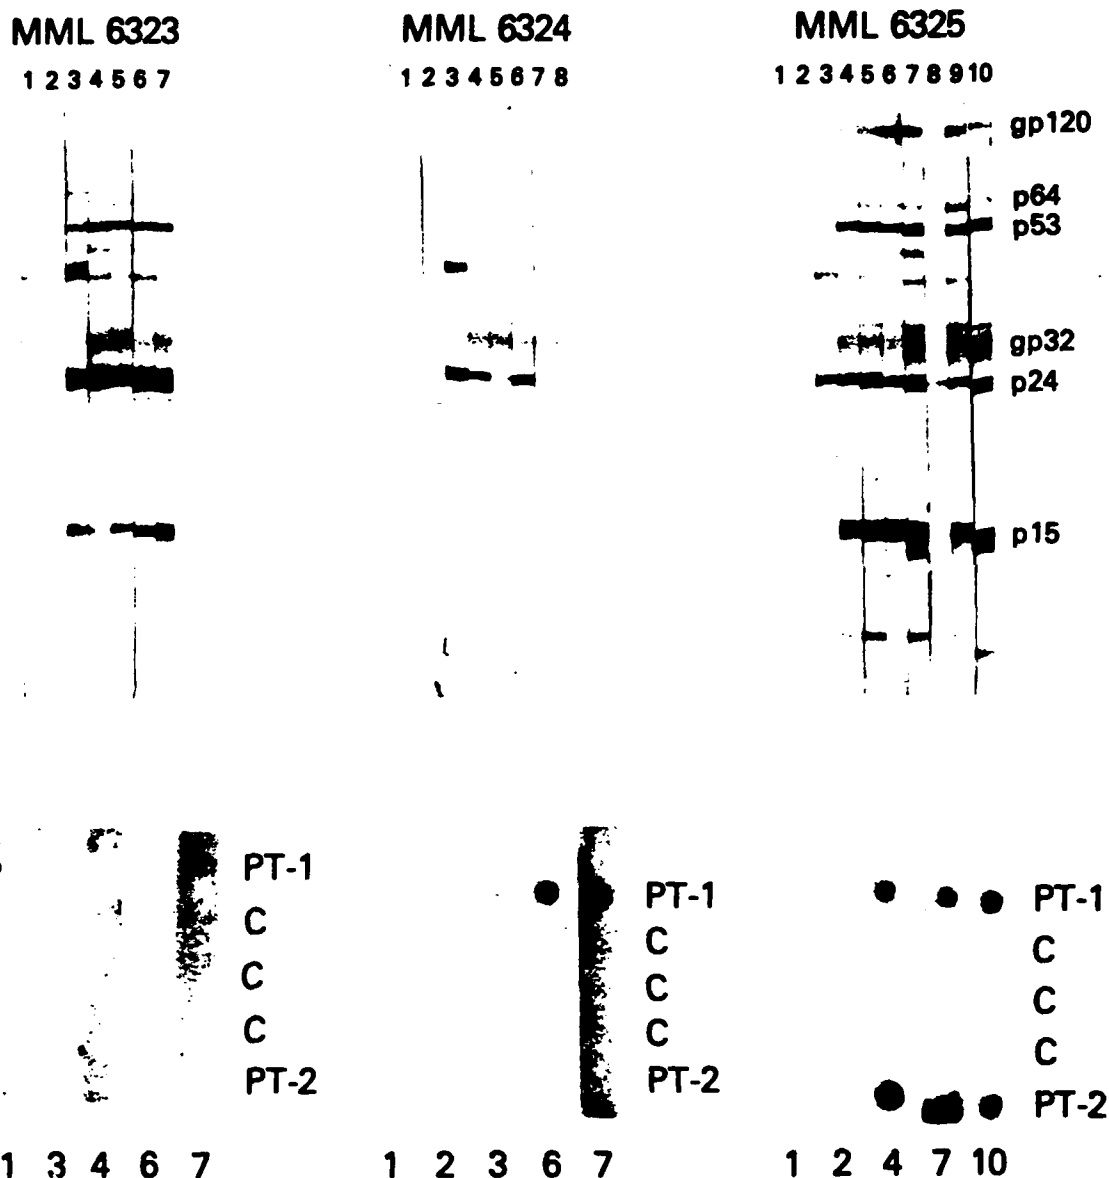 MML 6323 MML 6324 MML 6325
1 2 3 4 5 6 7 1 2 3 4 5 6 7 8 1 2 3 4 5 6 7 8 9 10
gp120
p64
p53
gp32
p24
p15
PT-1 PT-1 PT-1
C C C
C C C
C C C
PT-2 PT-2 PT-2
1 3 4 6 7 1 2 3 6 7 1 2 4 7 10